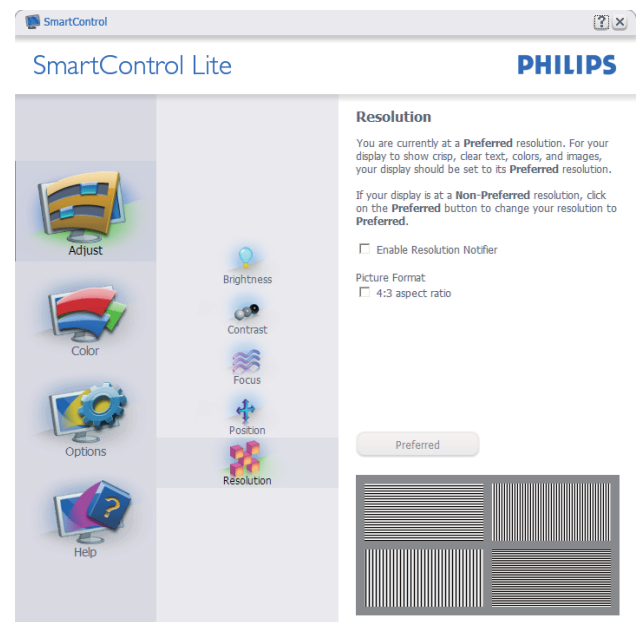 SmartControl
SmartControl Lite
PHILIPS
Adjust
Color
Options
Help
Brightness
Contrast
Focus
Position
Resolution
Resolution
You are currently at a Preferred resolution. For your
display to show crisp, clear text, colors, and images,
your display should be set to its Preferred resolution.
If your display is at a Non-Preferred resolution, click
on the Preferred button to change your resolution to
Preferred.
Enable Resolution Notifier
Picture Format
4:3 aspect ratio
Preferred